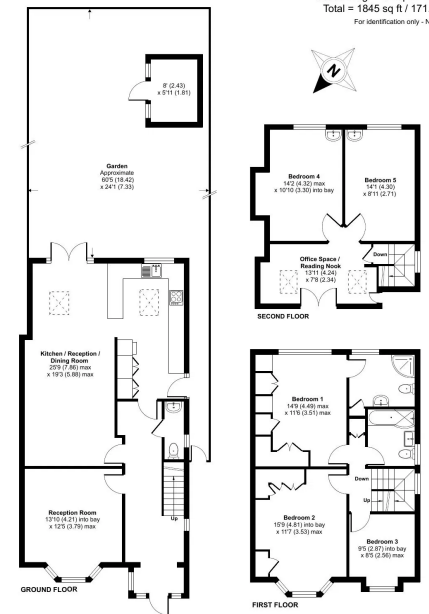 Total = 1845 sq ft / 171
For identification only - N
N
8' (2.43)
x 5'11 (1.81)
Garden
Approximate
60'5 (18.42)
x 24'1 (7.33)
Kitchen / Reception /
Dining Room
25'9 (7.86) max
x 19'3 (5.88) max
Reception Room
13'10 (4.21) into bay
x 12'5 (3.79) max
Up
GROUND FLOOR
Bedroom 4
14'2 (4.32) max
x 10'10 (3.30) into bay
Bedroom 5
14'1 (4.30)
x 8'11 (2.71)
Office Space /
Reading Nook
13'11 (4.24)
x 7'8 (2.34)
Down
SECOND FLOOR
Bedroom 1
14'9 (4.49) max
x 11'6 (3.51) max
Down
Up
Bedroom 2
15'9 (4.81) into bay
x 11'7 (3.53) max
Bedroom 3
9'5 (2.87) into bay
x 8'5 (2.56) max
FIRST FLOOR